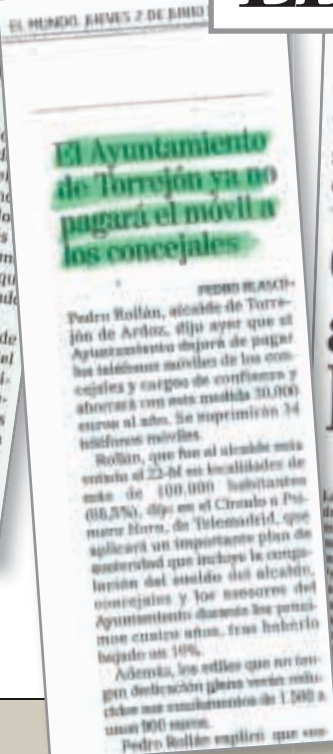 EL MUNDO. JUEVES 2 DE JUNIO
El Ayuntamiento
de Torrejón ya no
pagará el móvil a
los concejales
PEDRO BLASCO
Pedro Rollán, alcalde de Torre-
jón de Ardoz, dijo ayer que el
Ayuntamiento dejará de pagar
los teléfonos móviles de los con-
cejales y cargos de confianza y
ahorrará con esta medida 30.000
euros al año. Se suprimirán 34
teléfonos móviles.
Rollán, que fue el alcalde más
votado el 22-M en localidades de
más de 100.000 habitantes
dijo en el Círculo a Pri-
mera Hora, de Telemadrid, que
aplicará un importante plan de
austeridad que incluye la conge-
lación del sueldo del alcalde,
concejales y los asesores del
Ayuntamiento durante los próxi-
mos cuatro años, tras haberlo
bajado un 10%.
Además, los ediles que no ten-
gan dedicación plena verán redu-
cidos sus emolumentos de 1.500 a
unos 900 euros.
Pedro Rollán explicó que sus